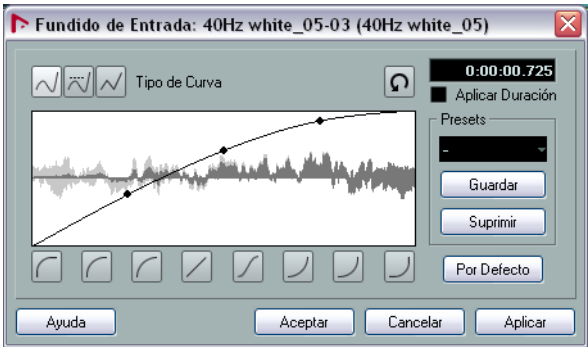 Fundido de Entrada: 40Hz white_05-03 (40Hz white_05)
Tipo de Curva
0:00:00.725
Aplicar Duración
Presets
-
Guardar
Suprimir
Por Defecto
Ayuda
Aceptar
Cancelar
Aplicar